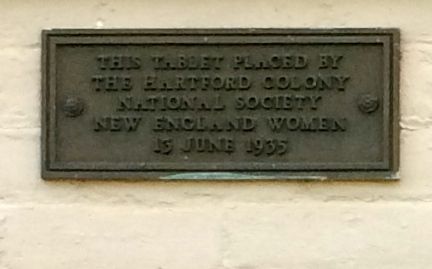 THIS TABLET PLACED BY
THE HARTFORD COLONY
NATIONAL SOCIETY
NEW ENGLAND WOMEN
13 JUNE 1935